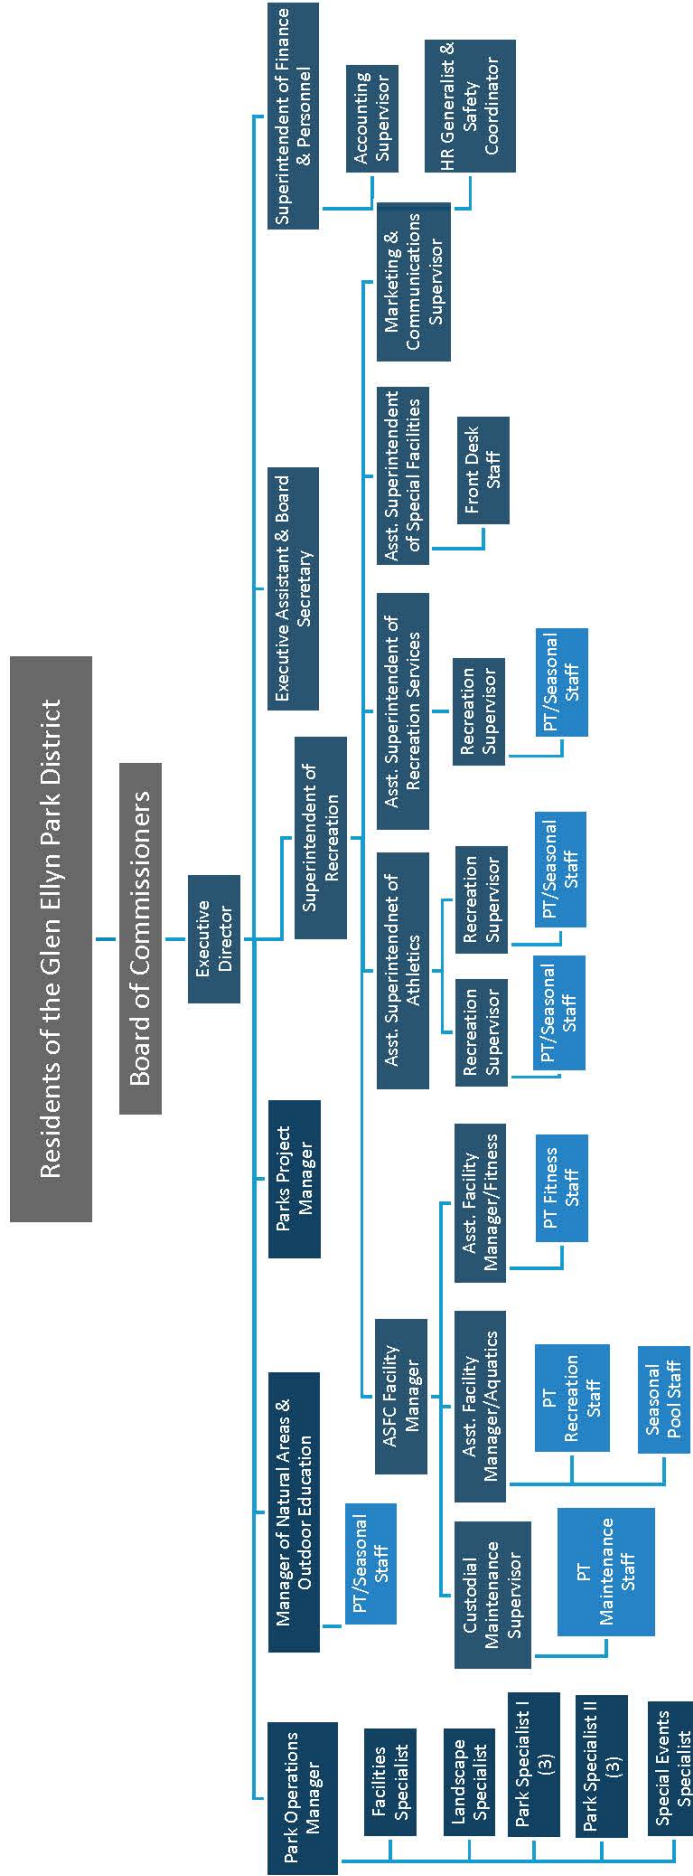 Residents of the Glen Ellyn Park District
Board of Commissioners
Executive
Director
Park Operations
Manager
Facilities
Specialist
Landscape
Specialist
Park Specialist I
(3)
Park Specialist II
(3)
Special Events
Specialist
Manager of Natural Areas &
Outdoor Education
PT/Seasonal
Staff
Parks Project
Manager
Superintendent of
Recreation
ASFC Facility
Manager
Custodial
Maintenance
Supervisor
PT
Maintenance
Staff
Asst. Facility
Manager/Aquatics
PT
Recreation
Staff
Seasonal
Pool Staff
Asst. Facility
Manager/Fitness
PT Fitness
Staff
Asst. Superintendnet of
Athletics
Recreation
Supervisor
PT/Seasonal
Staff
Recreation
Supervisor
PT/Seasonal
Staff
Asst. Superintendent of
Recreation Services
Recreation
Supervisor
PT/Seasonal
Staff
Asst. Superintendent
of Special Facilities
Front Desk
Staff
Marketing &
Communications
Supervisor
Executive Assistant & Board
Secretary
Superintendent of Finance
& Personnel
Accounting
Supervisor
HR Generalist &
Safety
Coordinator